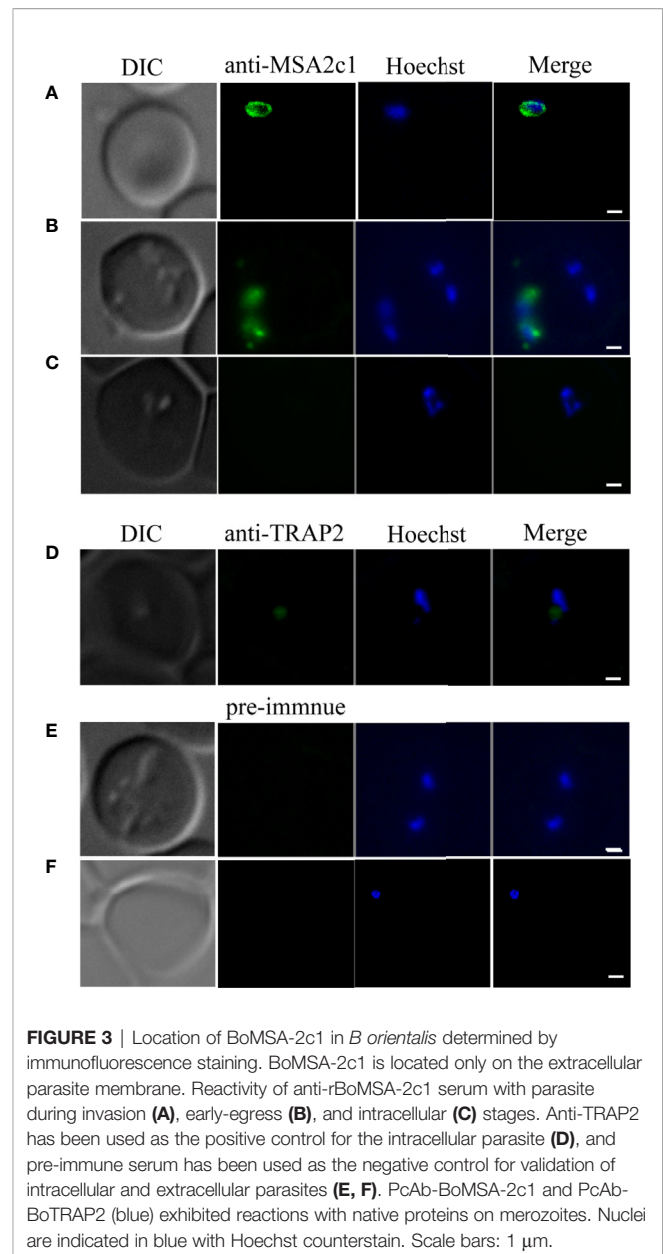 DIC anti-MSA2c1 Hoechst Merge
A
B
C
DIC anti-TRAP2 Hoechst Merge
D
pre-immnue
E
F
FIGURE 3 | Location of BoMSA-2c1 in B orientalis determined by
immunofluorescence staining. BoMSA-2c1 is located only on the extracellular
parasite membrane. Reactivity of anti-rBoMSA-2c1 serum with parasite
during invasion (A), early-egress (B), and intracellular (C) stages. Anti-TRAP2
has been used as the positive control for the intracellular parasite (D), and
pre-immune serum has been used as the negative control for validation of
intracellular and extracellular parasites (E, F). PcAb-BoMSA-2c1 and PcAb-
BoTRAP2 (blue) exhibited reactions with native proteins on merozoites. Nuclei
are indicated in blue with Hoechst counterstain. Scale bars: 1 μm.